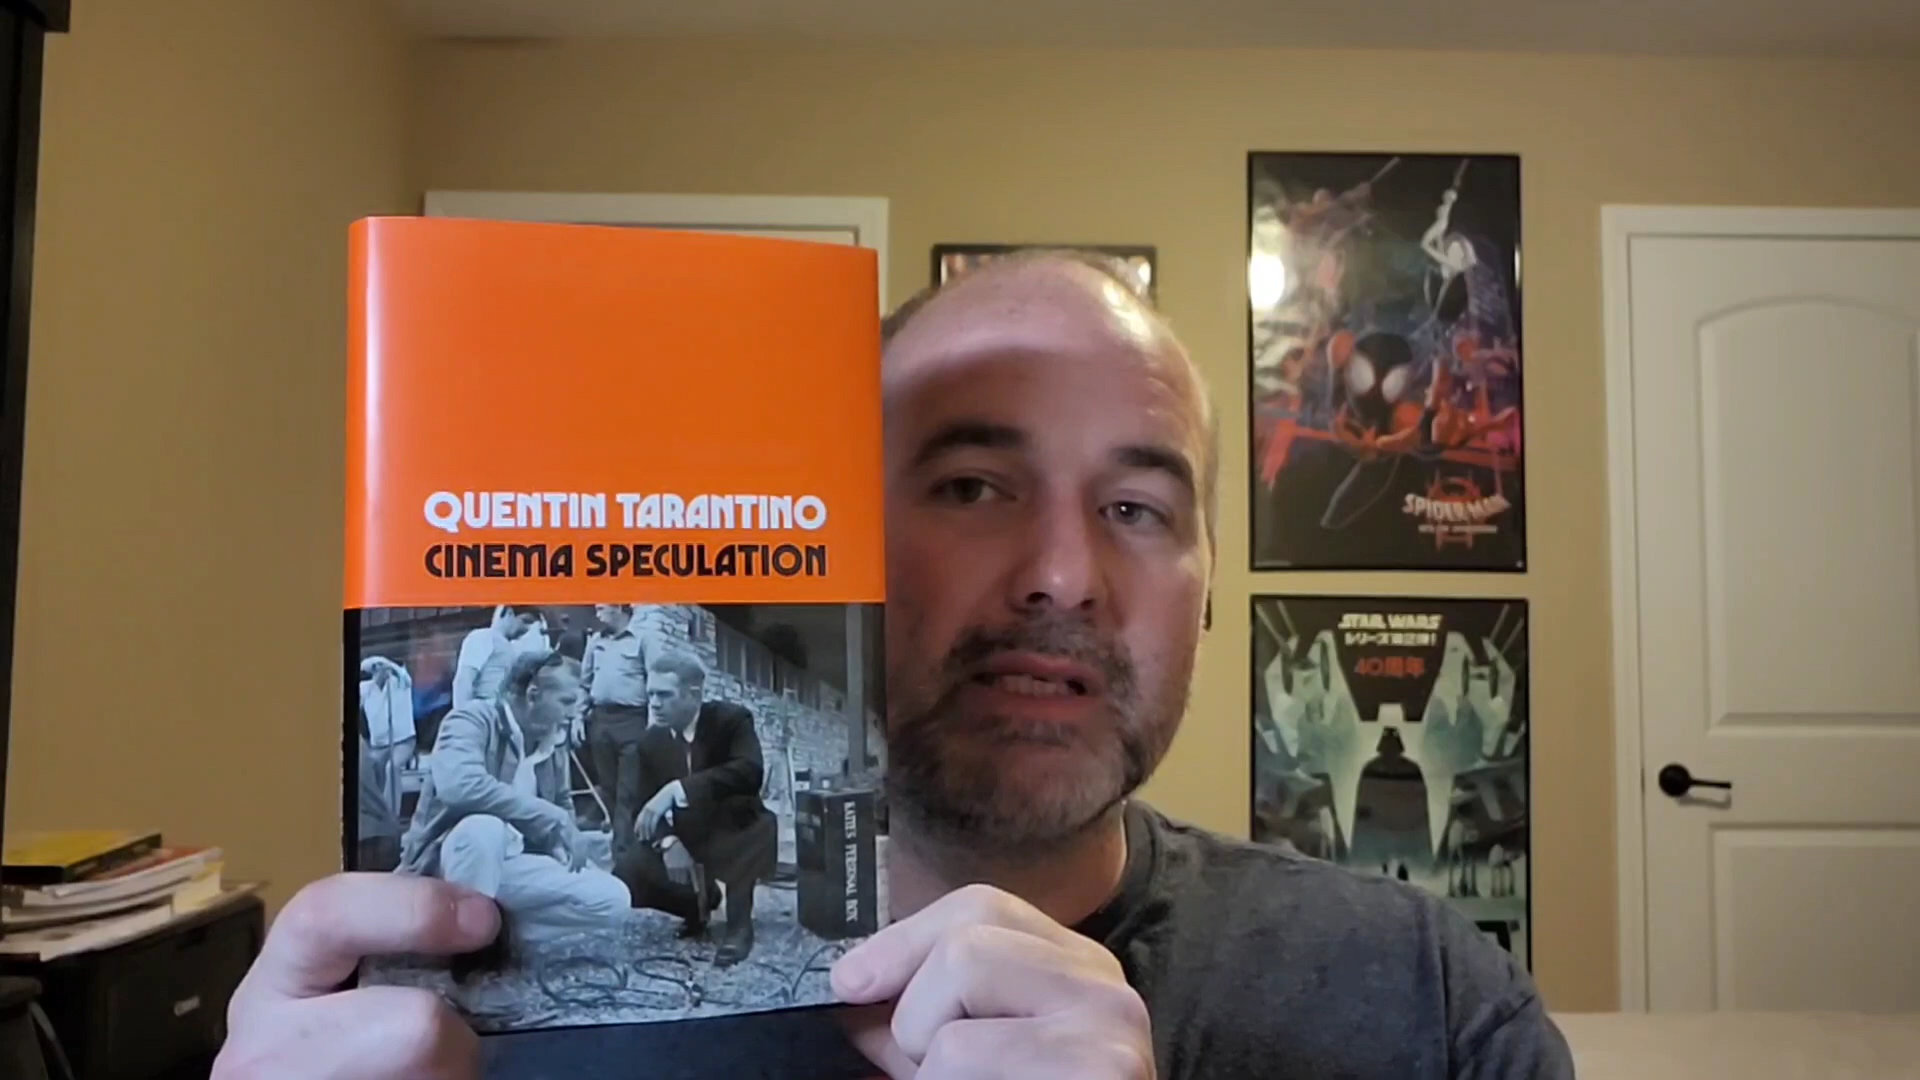 QUENTIN TARANTINO
CINEMA SPECULATION
SPIDER-MAN
STAR WARS
40周年